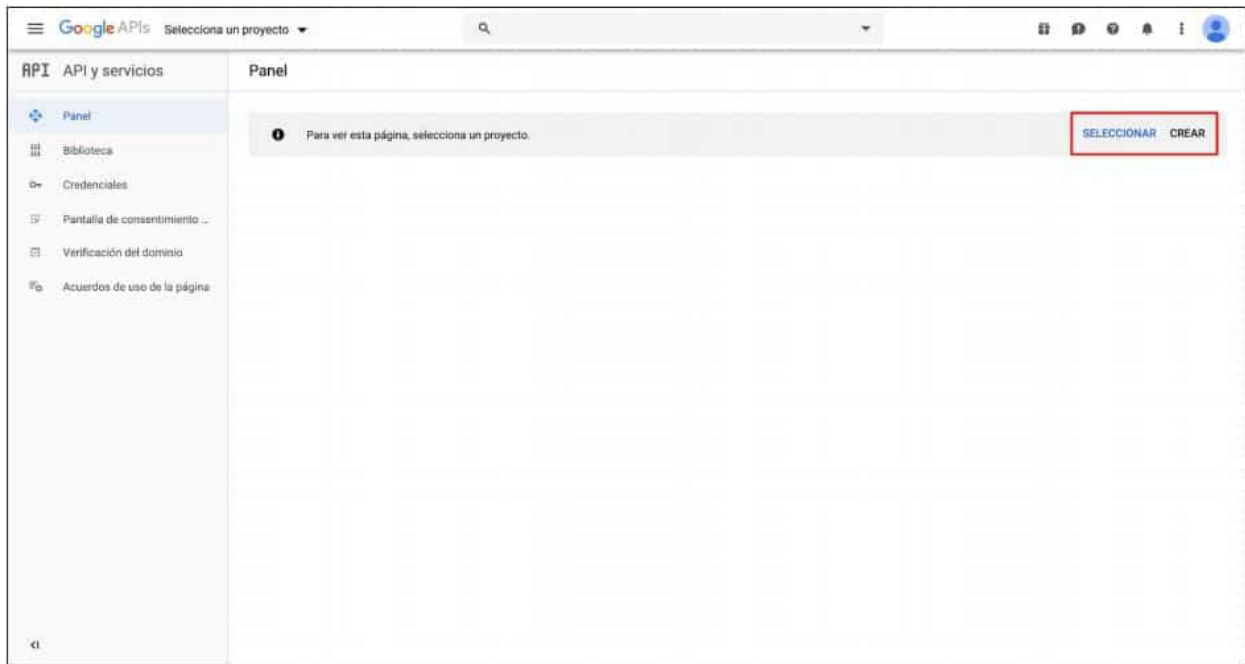 Google APIs Selecciona un proyecto
API API y servicios
Panel
Panel
Biblioteca
Credenciales
Pantalla de consentimiento ...
Verificación del dominio
Acuerdos de uso de la página
Para ver esta página, selecciona un proyecto.
SELECCIONAR CREAR